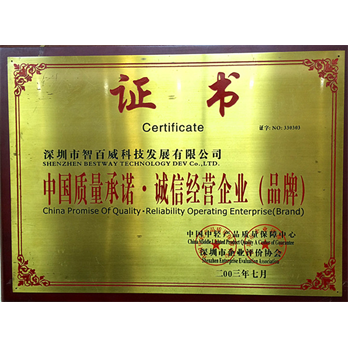 证书
Certificate
证字: NO: 330303
深圳市智百威科技发展有限公司
SHENZHEN BESTWAY TECHNOLOGY DEV Co., LTD.
中国质量承诺·诚信经营企业（品牌）
China Promise Of Quality·Reliability Operating Enterprise(Brand)
中国中轻产品质量保障中心
深圳市企业评价协会
Shenzhen Enterprise Evaluation Association
二00三年七月